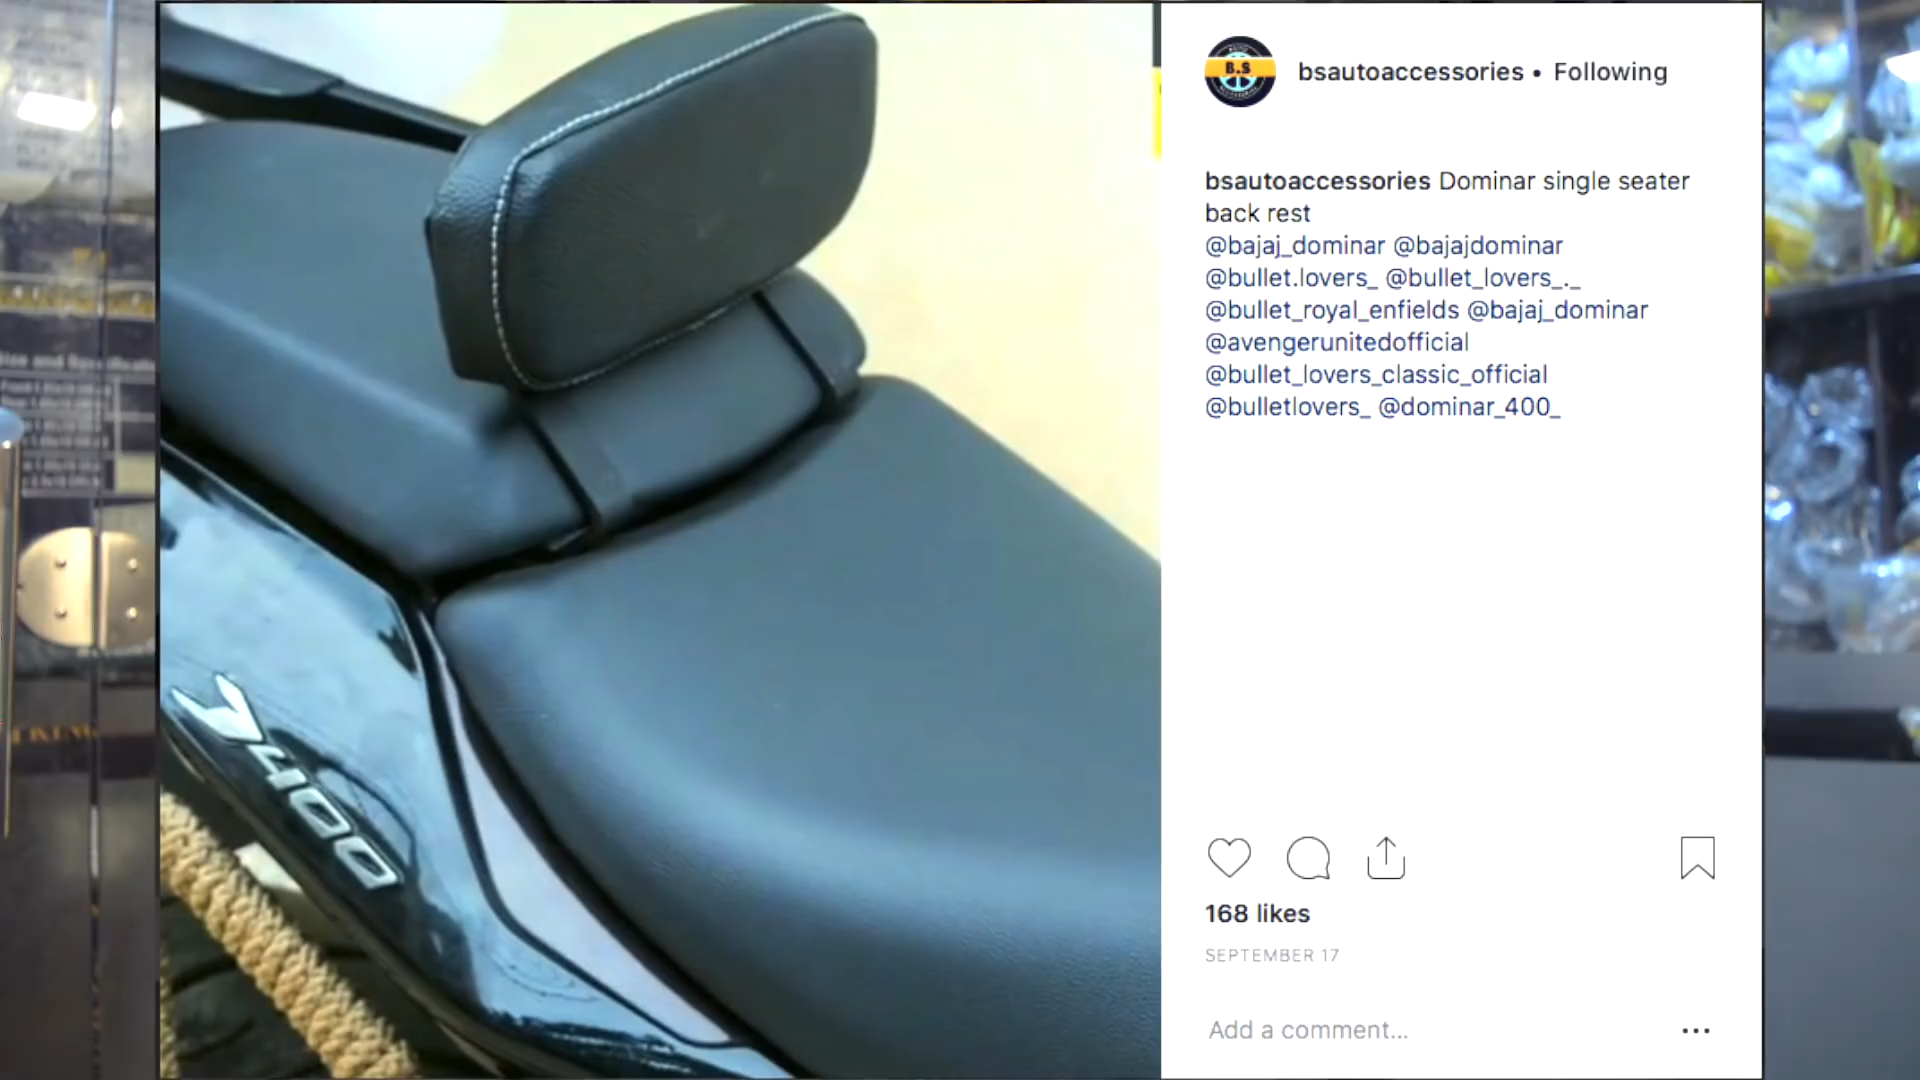 B.S
bsautoaccessories • Following
bsautoaccessories Dominar single seater
back rest
@bajaj_dominar @bajajdominar
@bullet.lovers_ @bullet_lovers_._
@bullet_royal_enfields @bajaj_dominar
@avengerunitedofficial
@bullet_lovers_classic_official
@bulletlovers_ @dominar_400_
400
168 likes
SEPTEMBER 17
Add a comment...